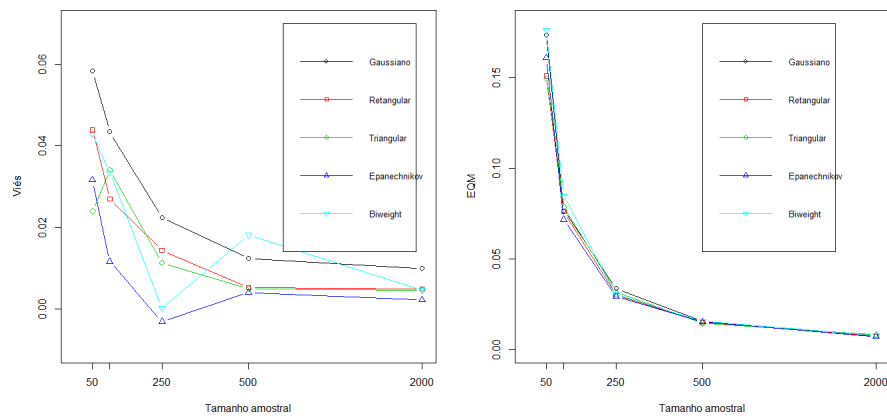 Viés
0.06
0.04
0.02
0.00
Gaussiano
Retangular
Triangular
Epanechnikov
Biweight
50
250
500
2000
Tamanho amostral
EQM
0.15
0.10
0.05
0.00
Gaussiano
Retangular
Triangular
Epanechnikov
Biweight
50
250
500
2000
Tamanho amostral